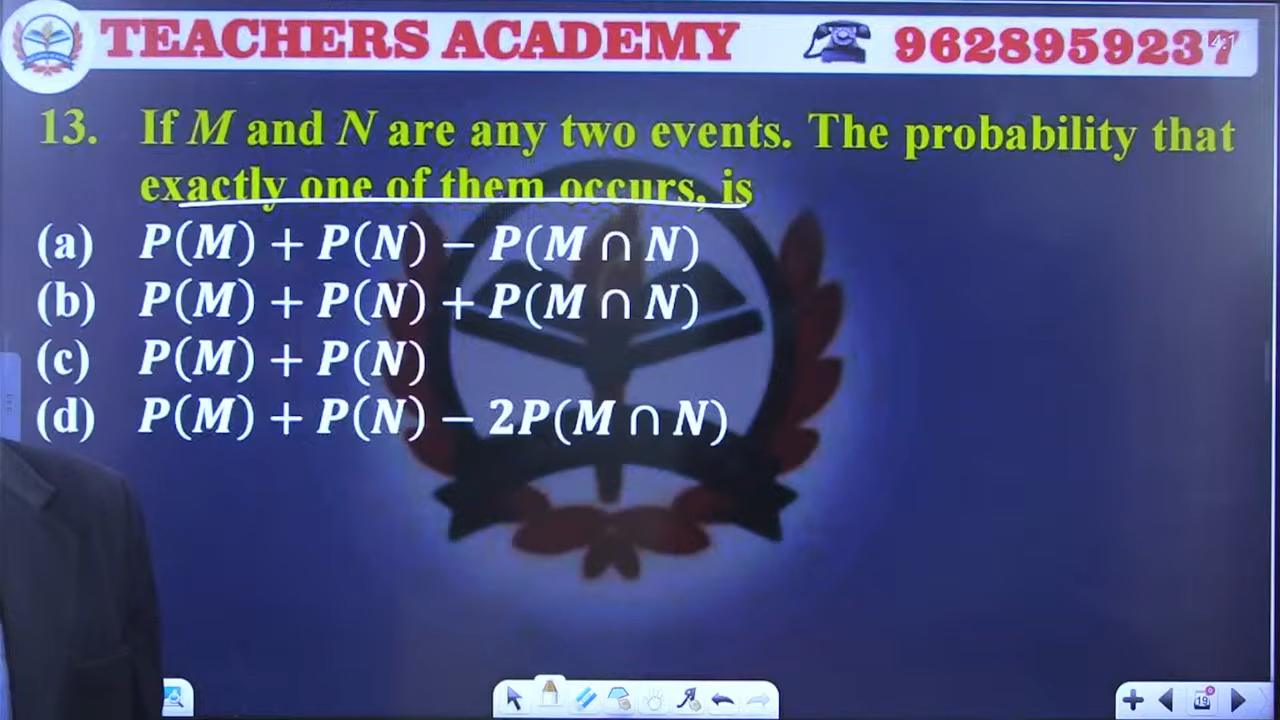 TEACHERS ACADEMY
13. If M and N are any two events. The probability that
exactly one of them occurs, is
(a) P(M) + P(N) − P(M ∩ N)
(b) P(M) + P(N) + P(M ∩ N)
(c) P(M) + P(N)
(d) P(M) + P(N) − 2P(M ∩ N)
19